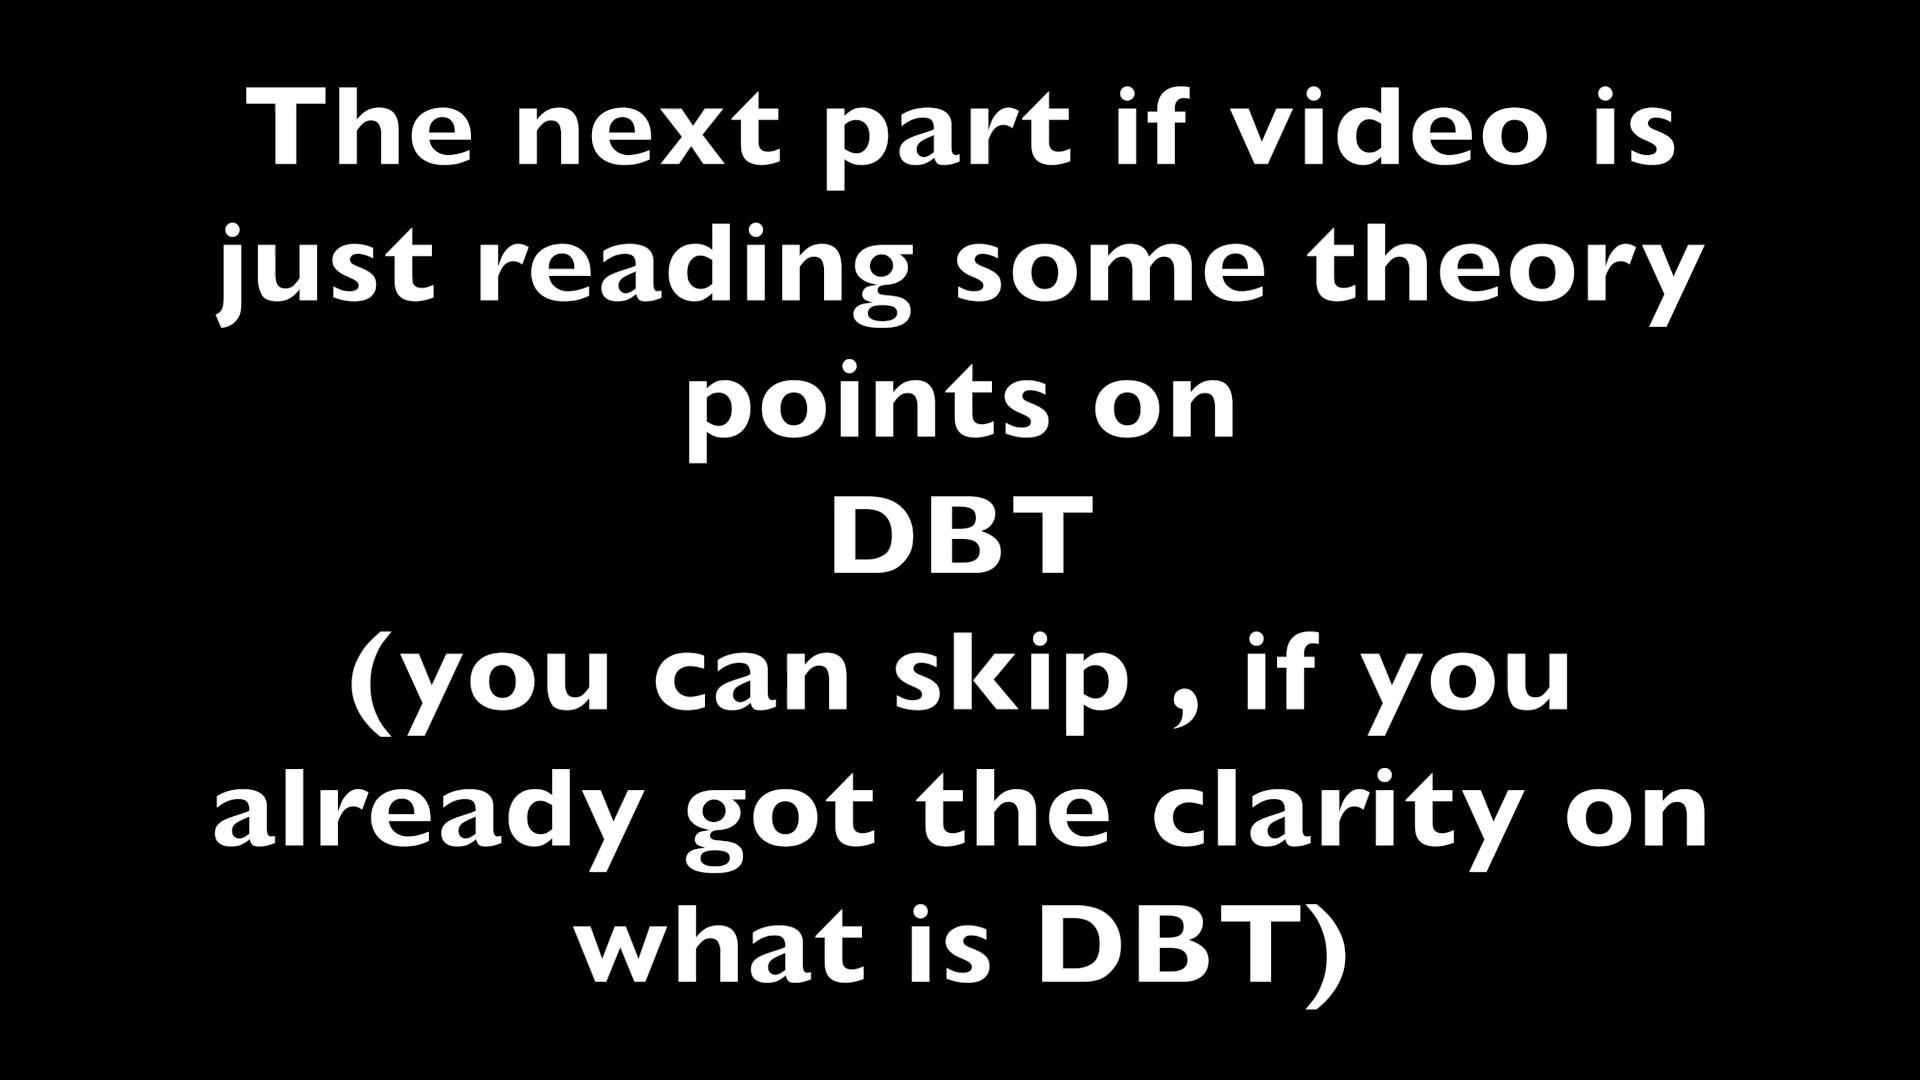 The next part if video is
just reading some theory
points on
DBT
(you can skip , if you
already got the clarity on
what is DBT)